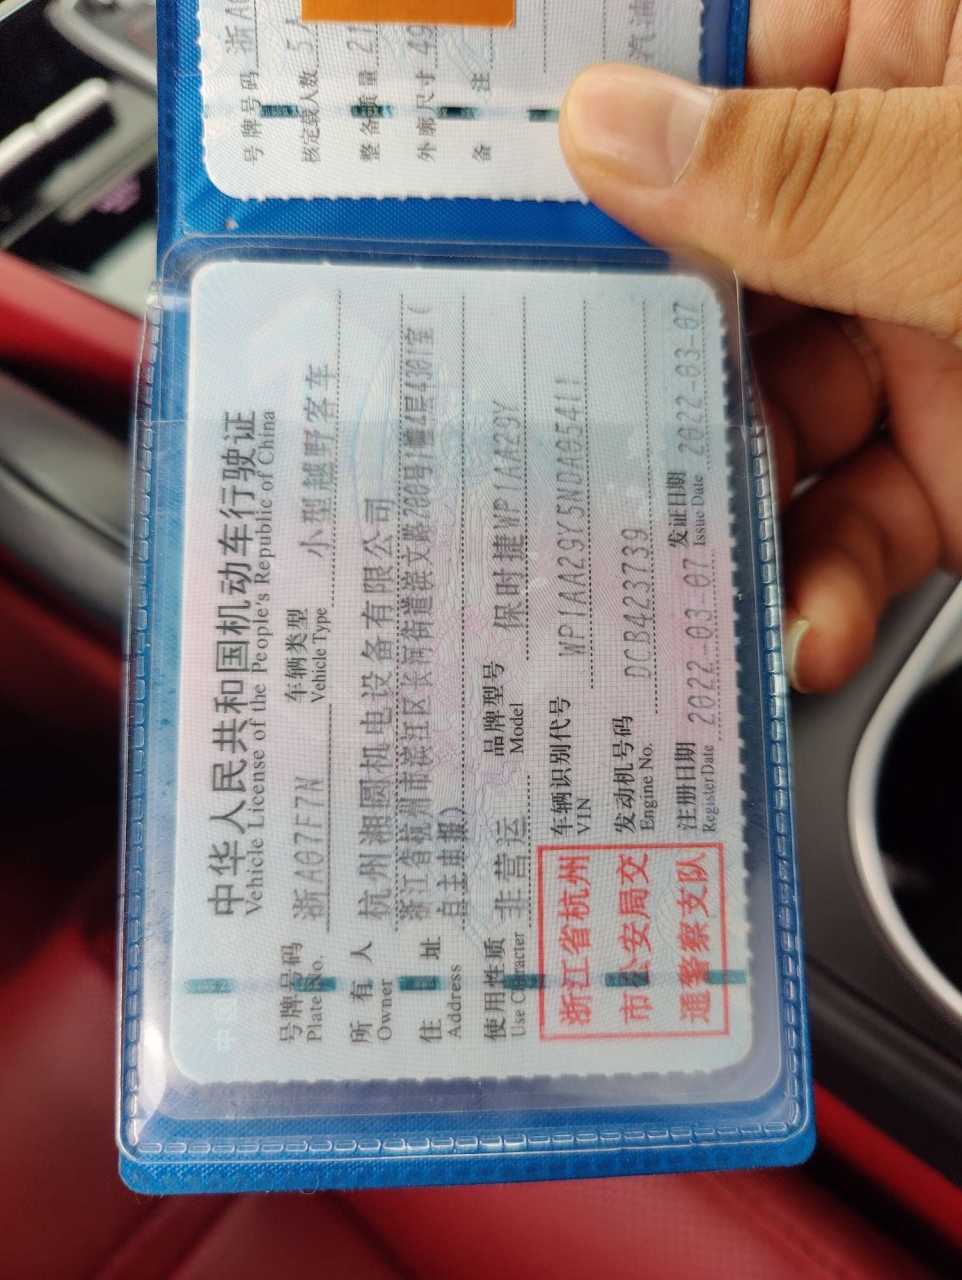 中华人民共和国机动车行驶证
Vehicle License of the People's Republic of China
号牌号码 浙A07F7N 车辆类型 小型越野客车
Plate No. Vehicle Type
所有人 杭州湘圆机电设备有限公司
Owner
住址 浙江省杭州市滨江区长河街道滨文路200号1幢4层4301室(
Address 自主申报)
使用性质 非营运 品牌型号 保时捷WP1AA29Y
Use Character Model
浙江省杭州
市公安局交
通警察支队
车辆识别代号 WP1AA29Y5NDA05411
VIN
发动机号码 DCB423739
Engine No.
注册日期 2022-03-07 发证日期 2022-03-07
Register Date Issue Date
号牌号码 浙A0
核定载人数 5人
整备质量 21
外廓尺寸 49
备注
汽油